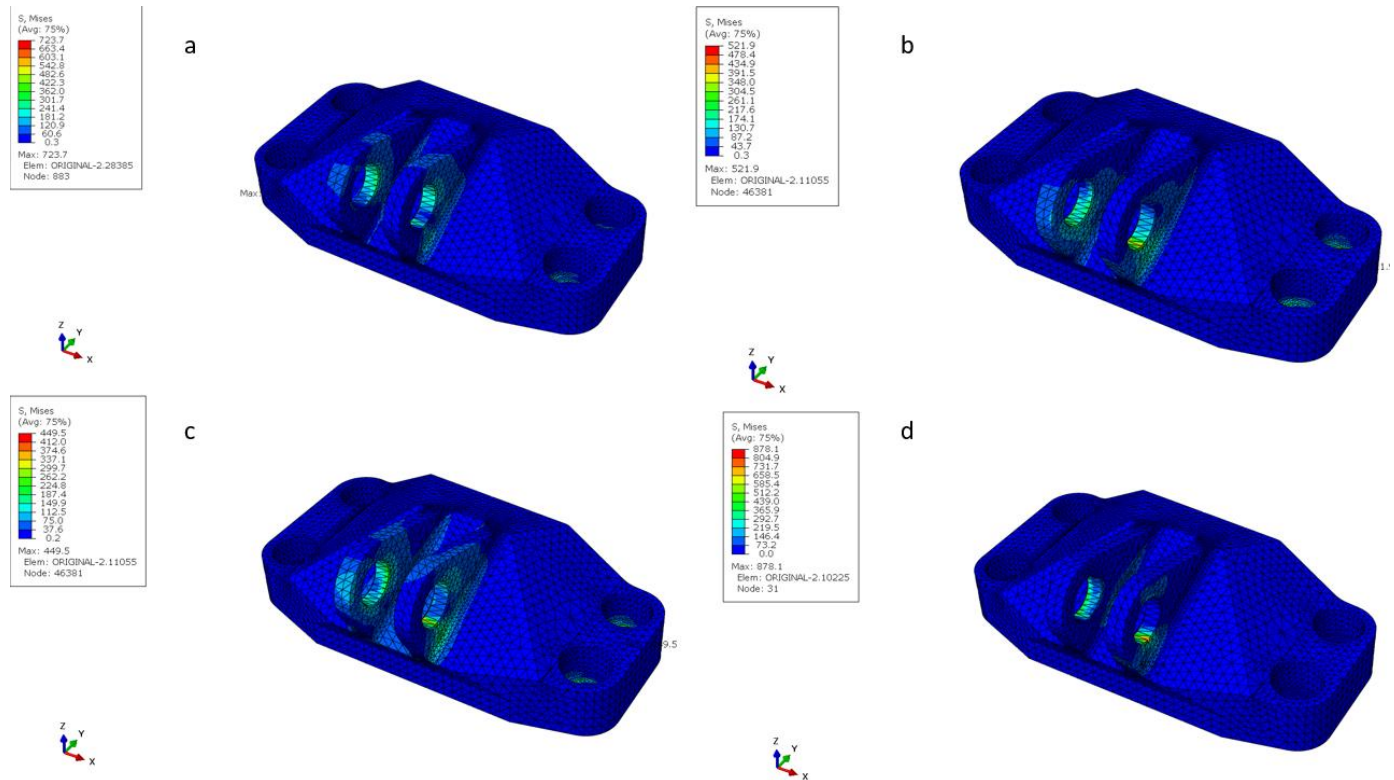 S, Mises
(Avg: 75%)
723.7
663.4
603.1
542.8
482.6
422.3
362.0
301.7
241.4
181.2
120.9
60.6
0.3
Max: 723.7
Elem: ORIGINAL-2.28385
Node: 883
a
Max:
Z
Y
X
S, Mises
(Avg: 75%)
521.9
478.4
434.9
391.5
348.0
304.5
261.1
217.6
174.1
130.7
87.2
43.7
0.3
Max: 521.9
Elem: ORIGINAL-2.11055
Node: 46381
b
1.9
Z
Y
X
S, Mises
(Avg: 75%)
449.5
412.0
374.6
337.1
299.7
262.2
224.8
187.4
149.9
112.5
75.0
37.6
0.2
Max: 449.5
Elem: ORIGINAL-2.11055
Node: 46381
c
9.5
Z
Y
X
S, Mises
(Avg: 75%)
878.1
804.9
731.7
658.5
585.4
512.2
439.0
365.9
292.7
219.5
146.4
73.2
0.0
Max: 878.1
Elem: ORIGINAL-2.10225
Node: 31
d
Z
Y
X